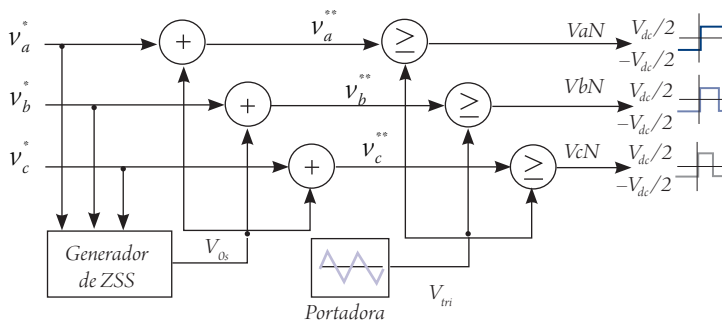 v*a + v**a ≥ VaN Vdc/2
−Vdc/2
v*b + v**b ≥ VbN Vdc/2
−Vdc/2
v*c + v**c ≥ VcN Vdc/2
−Vdc/2
Generador
de ZSS
V0s
Vtri
Portadora